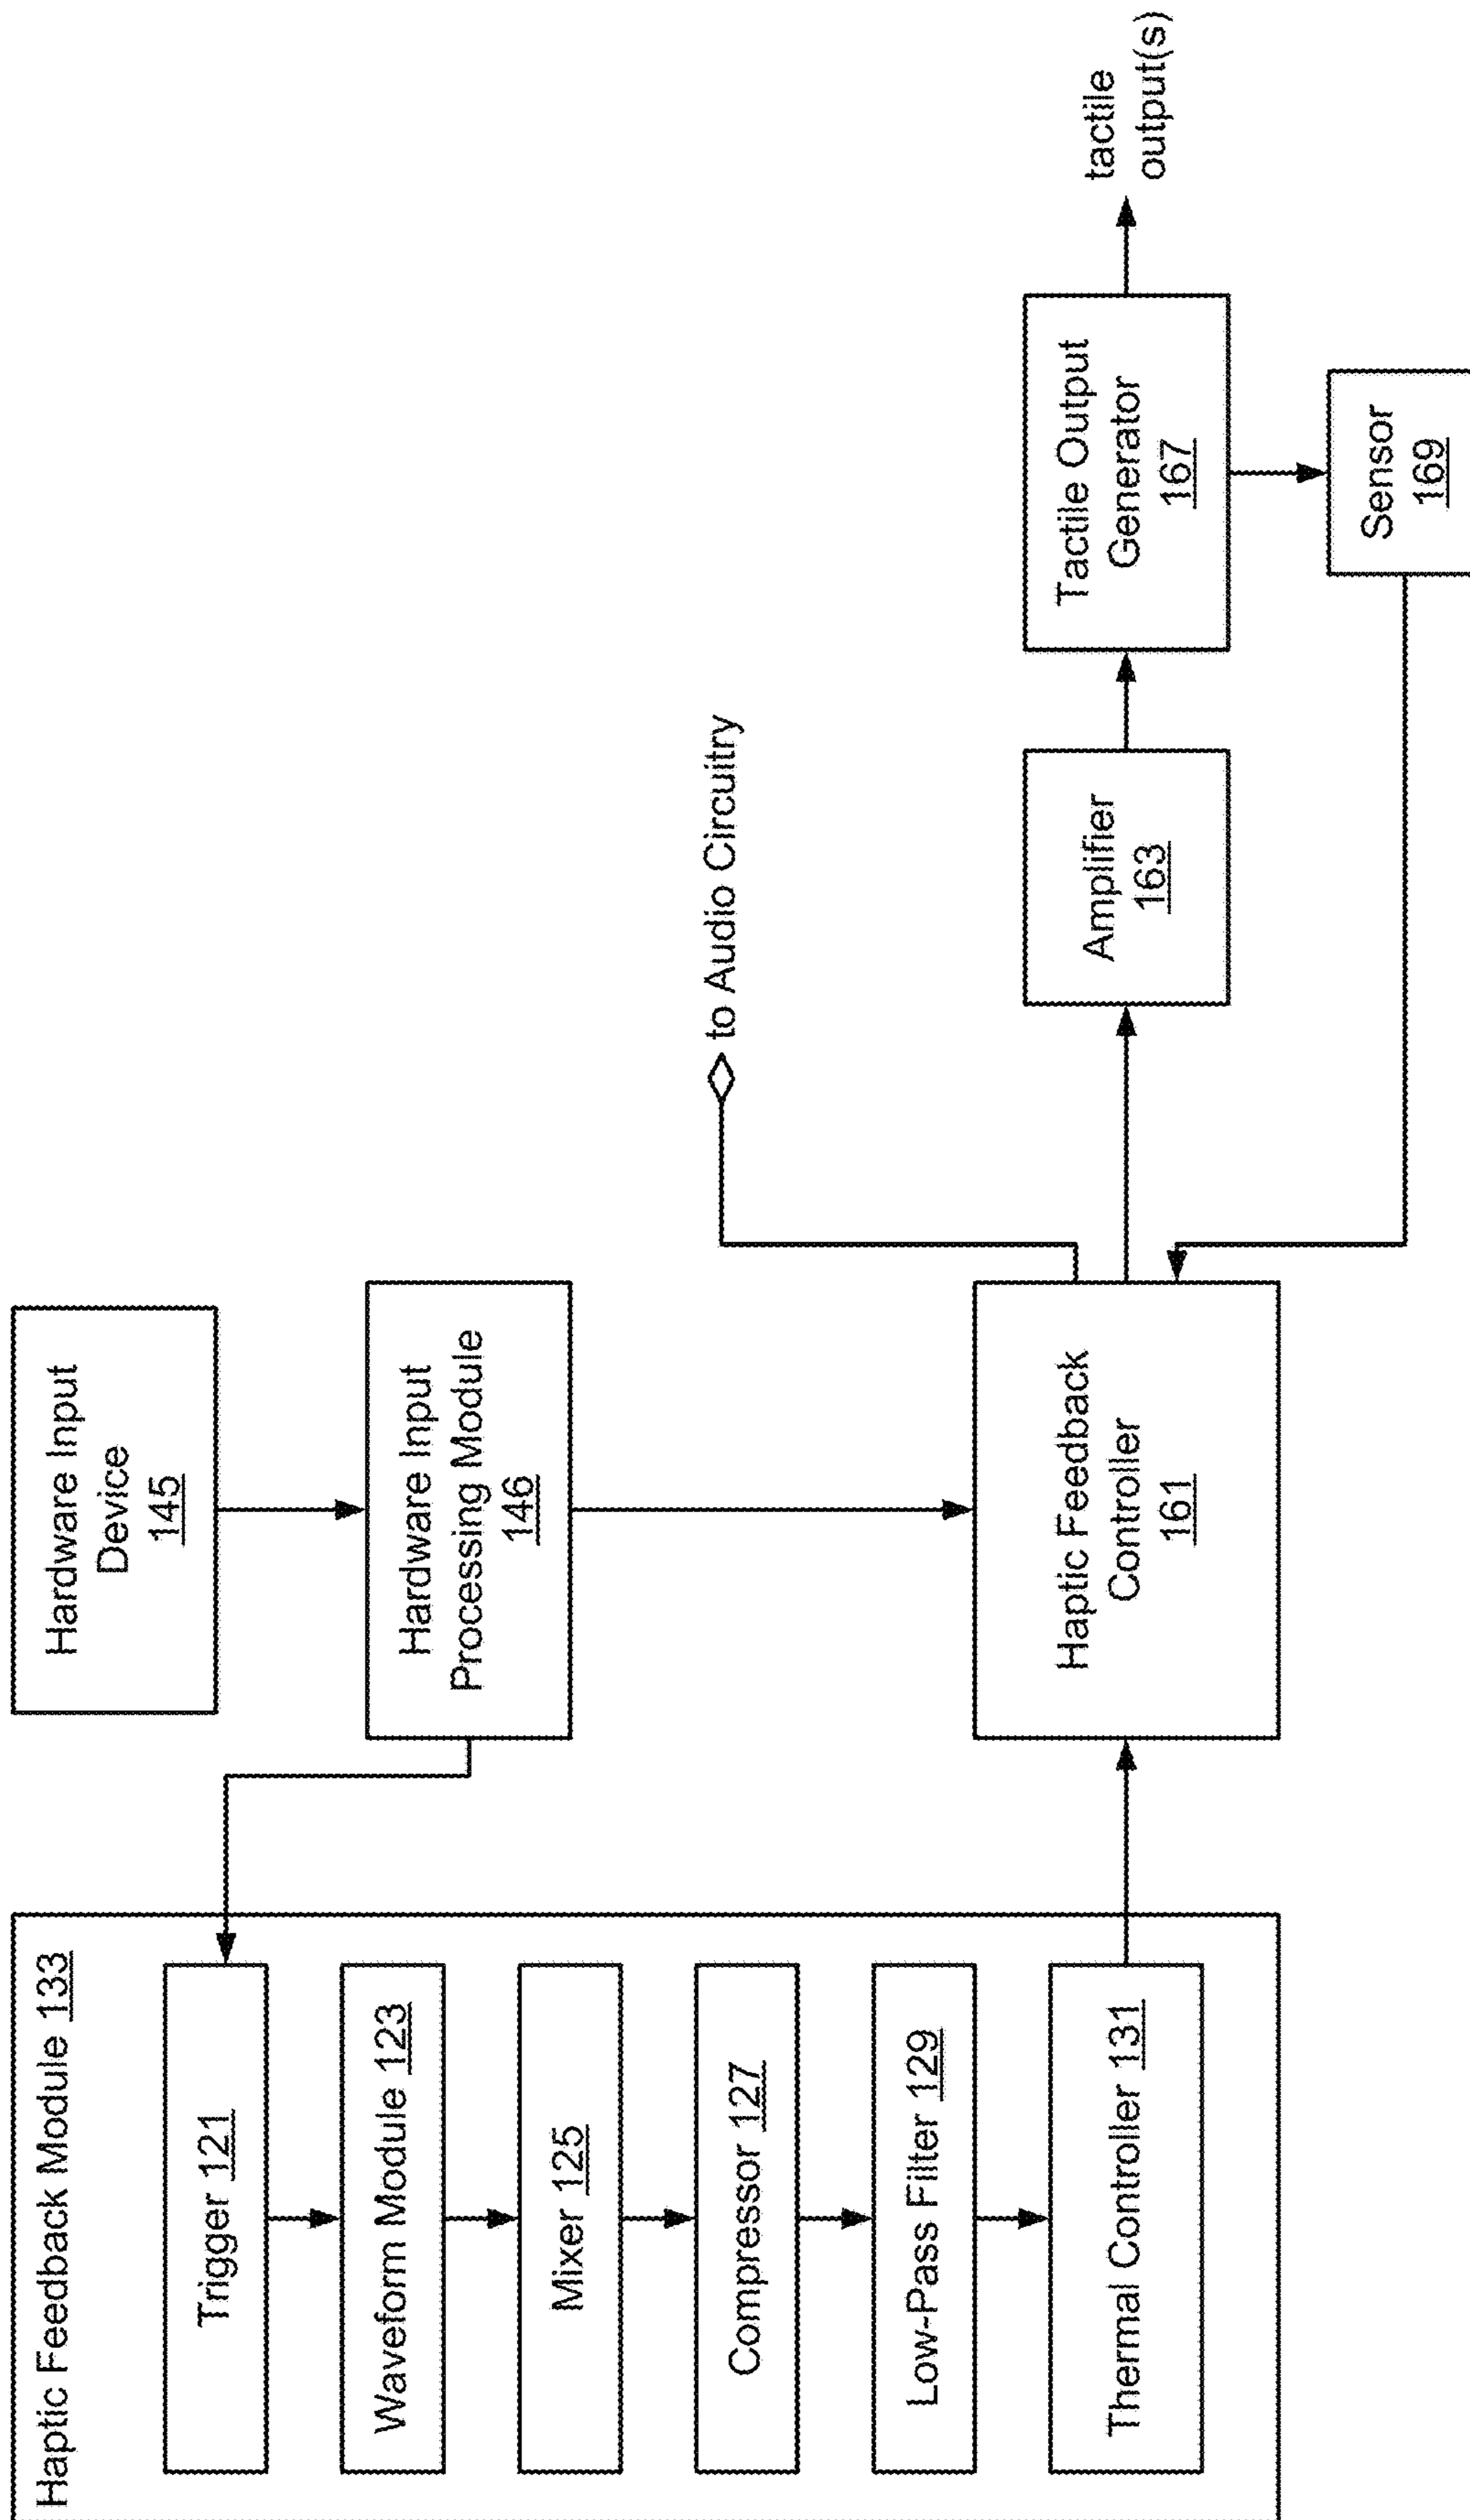 Haptic Feedback Module 133
Trigger 121
Waveform Module 123
Mixer 125
Compressor 127
Low-Pass Filter 129
Thermal Controller 131
Hardware Input
Device
145
Hardware Input
Processing Module
146
Haptic Feedback
Controller
161
to Audio Circuitry
Amplifier
163
Tactile Output
Generator
167
Sensor
169
tactile
output(s)